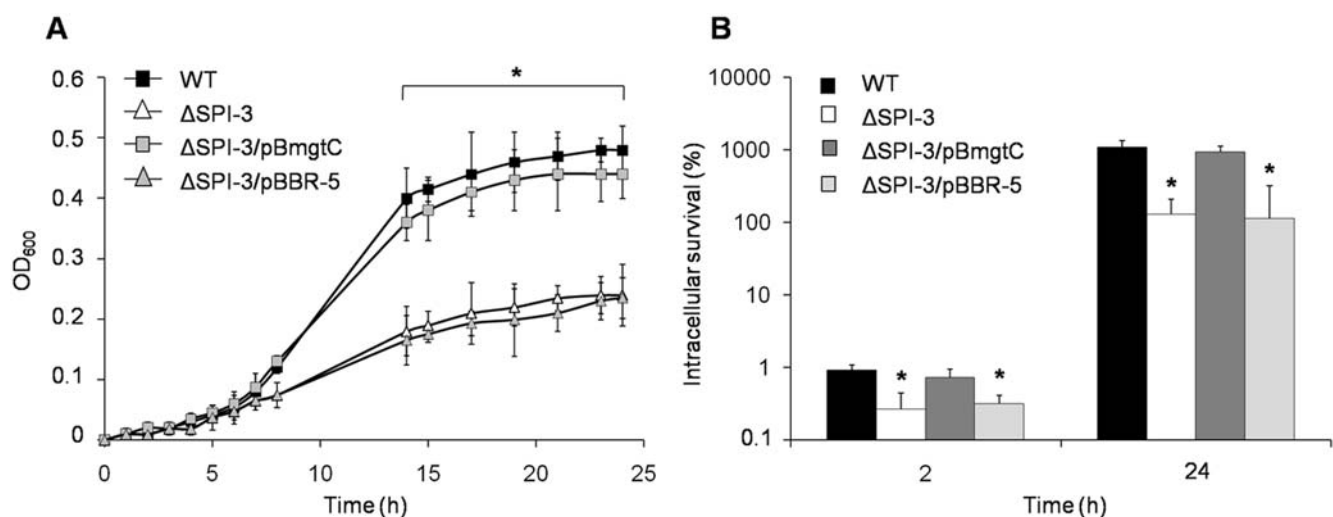 A
WT
ΔSPI-3
ΔSPI-3/pBmgtC
ΔSPI-3/pBBR-5
*
0.6
0.5
0.4
0.3
0.2
0.1
0
OD600
0 5 10 15 20 25
Time (h)
B
WT
ΔSPI-3
ΔSPI-3/pBmgtC
ΔSPI-3/pBBR-5
10000
1000
100
10
1
0.1
Intracellular survival (%)
* * * *
2 24
Time (h)